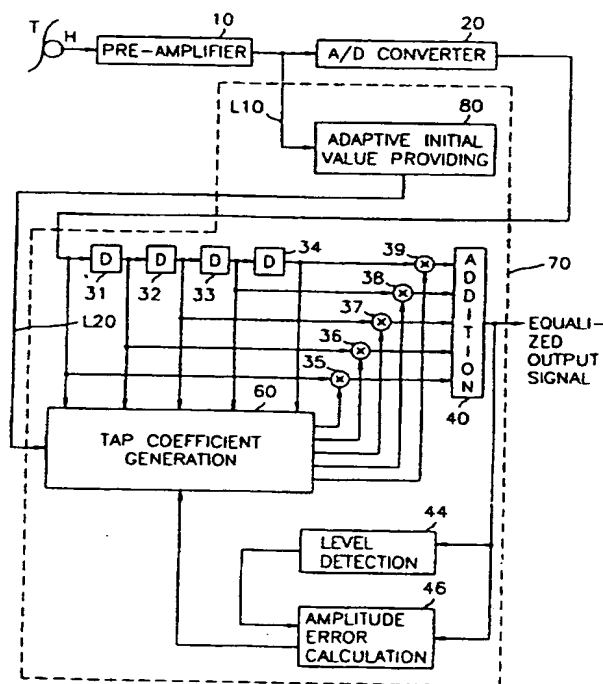 10
20
T
H
PRE-AMPLIFIER
A/D CONVERTER
L10
80
ADAPTIVE INITIAL
VALUE PROVIDING
D
D
D
D
31
32
33
34
39
38
37
36
35
L20
ADDITION
40
70
EQUALI-
ZED
OUTPUT
SIGNAL
60
TAP COEFFICIENT
GENERATION
44
LEVEL
DETECTION
46
AMPLITUDE
ERROR
CALCULATION